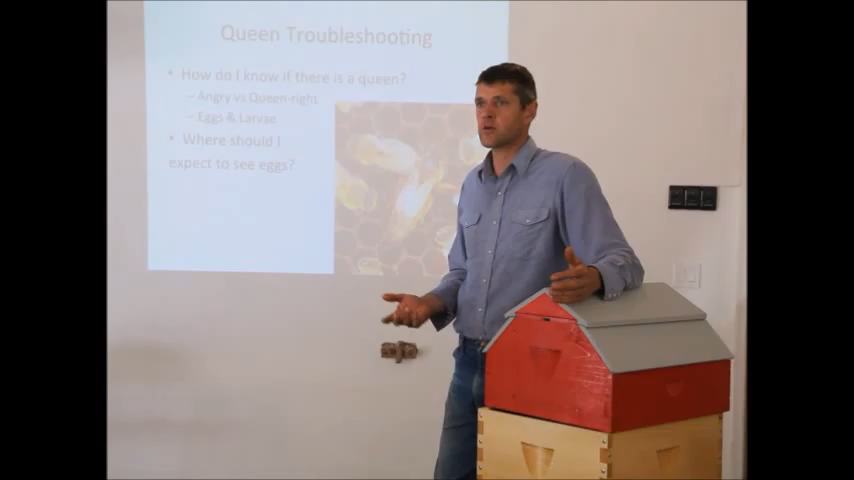 Queen Troubleshooting
• How do I know if there is a queen?
– Angry vs Queen-right
– Eggs & Larvae
• Where should I
expect to see eggs?